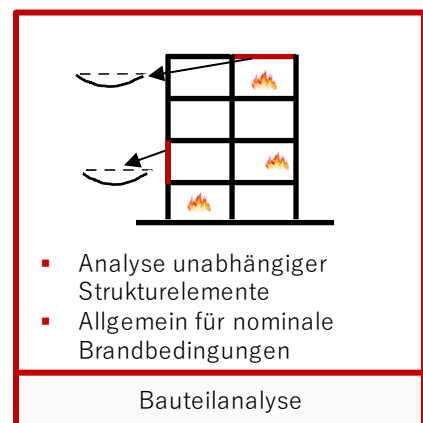 ▪ Analyse unabhängiger
Strukturelemente
▪ Allgemein für nominale
Brandbedingungen
Bauteilanalyse